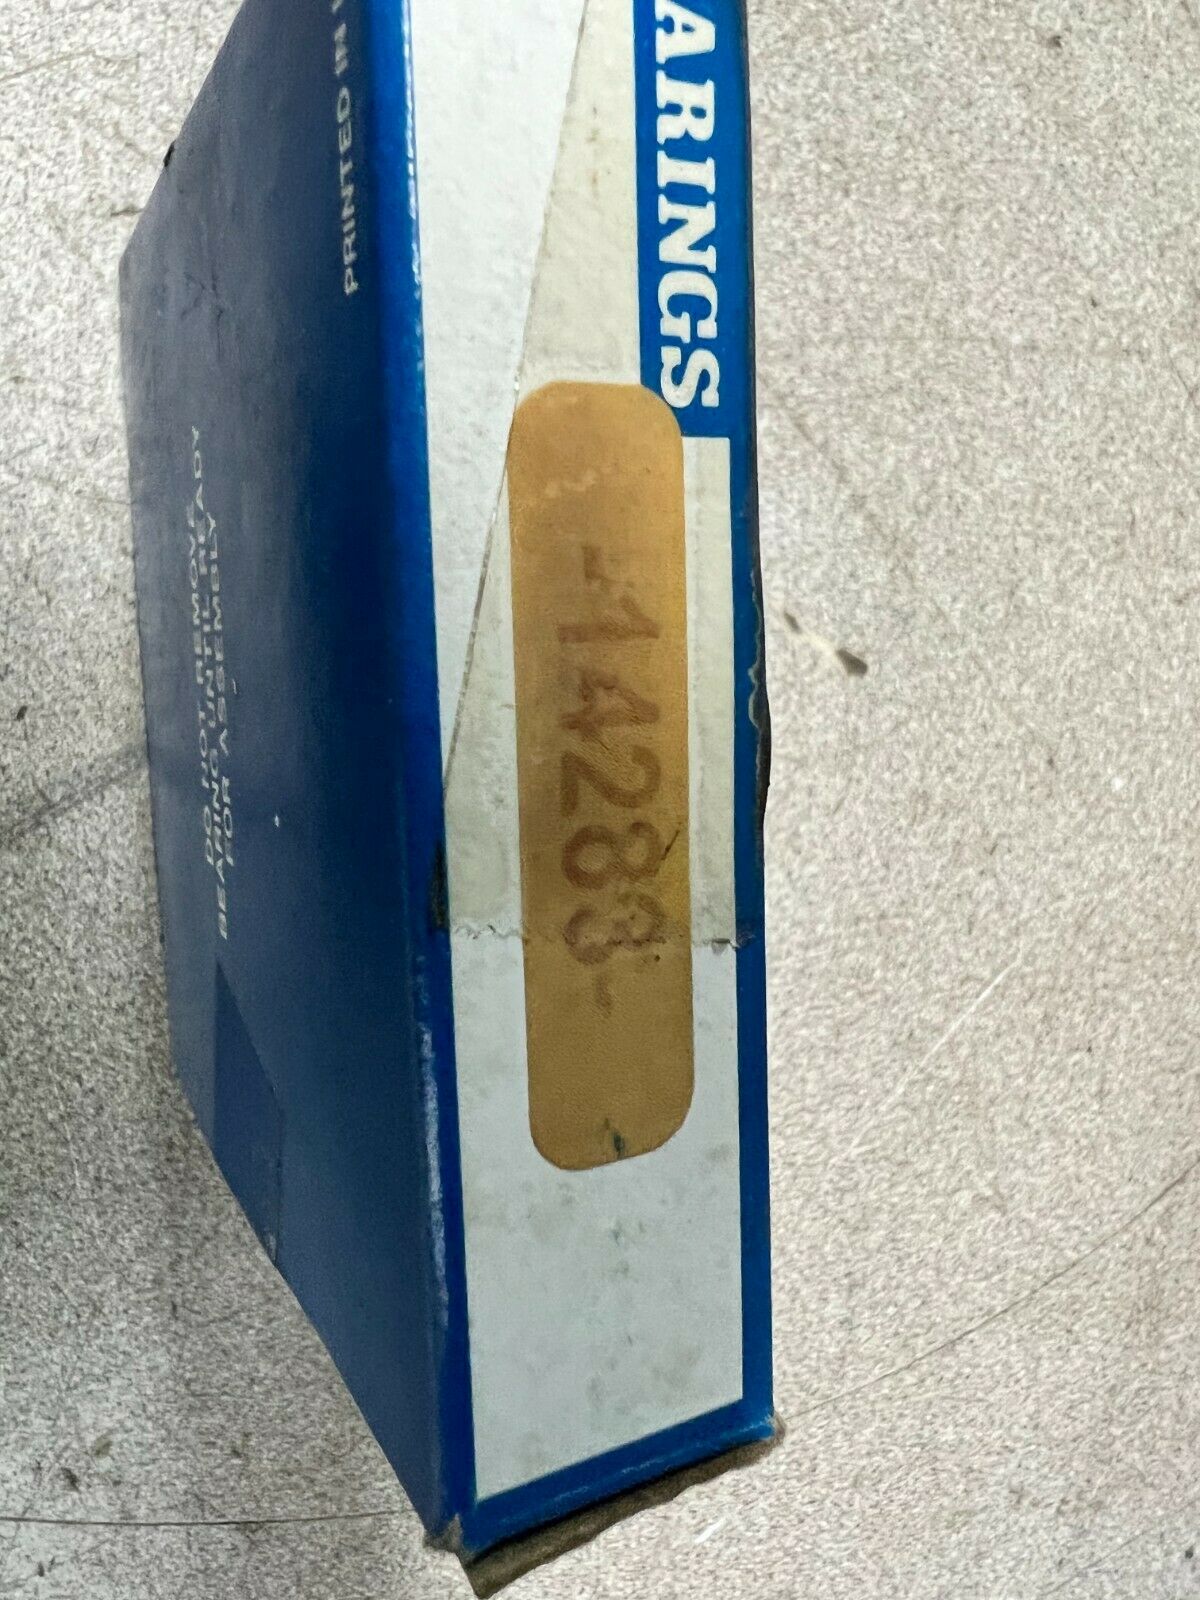 ARINGS
-14283-
PRINTED IN
DO NOT REMOVE
BEARING UNTIL READY
FOR ASSEMBLY